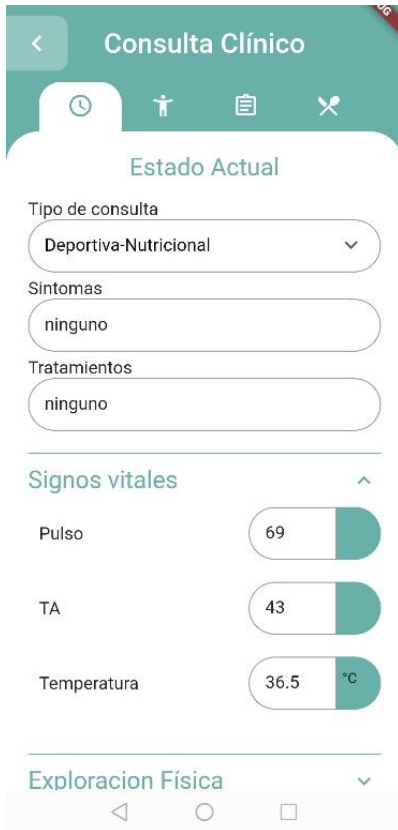 Consulta Clínico
Estado Actual
Tipo de consulta
Deportiva-Nutricional
Sintomas
ninguno
Tratamientos
ninguno
Signos vitales
Pulso 69
TA 43
Temperatura 36.5 °C
Exploracion Física